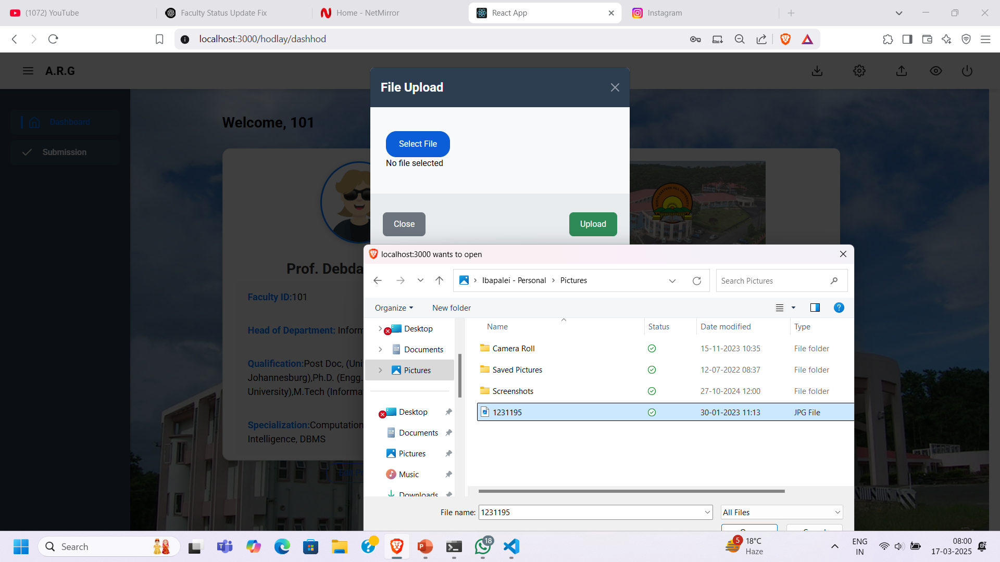 (1072) YouTube
Faculty Status Update Fix
Home - NetMirror
React App
Instagram
localhost:3000/hodlay/dashhod
A.R.G
File Upload
Dashboard
Submission
Welcome, 101
Select File
No file selected
Close
Upload
Prof. Debda
Faculty ID:101
Head of Department: Inform
Qualification:Post Doc, (Uni
Johannesburg),Ph.D. (Engg.
University),M.Tech (Informa
Specialization:Computation
Intelligence, DBMS
localhost:3000 wants to open
Ibapalei - Personal > Pictures
Search Pictures
Organize
New folder
Name Status Date modified Type
Desktop
Documents
Pictures
Camera Roll 15-11-2023 10:35 File folder
Saved Pictures 12-07-2022 08:37 File folder
Screenshots 27-10-2024 12:00 File folder
1231195 30-01-2023 11:13 JPG File
Desktop
Documents
Pictures
Music
Downloads
File name: 1231195
All Files
Search
18
5
18°C
Haze
ENG
IN
08:00
17-03-2025